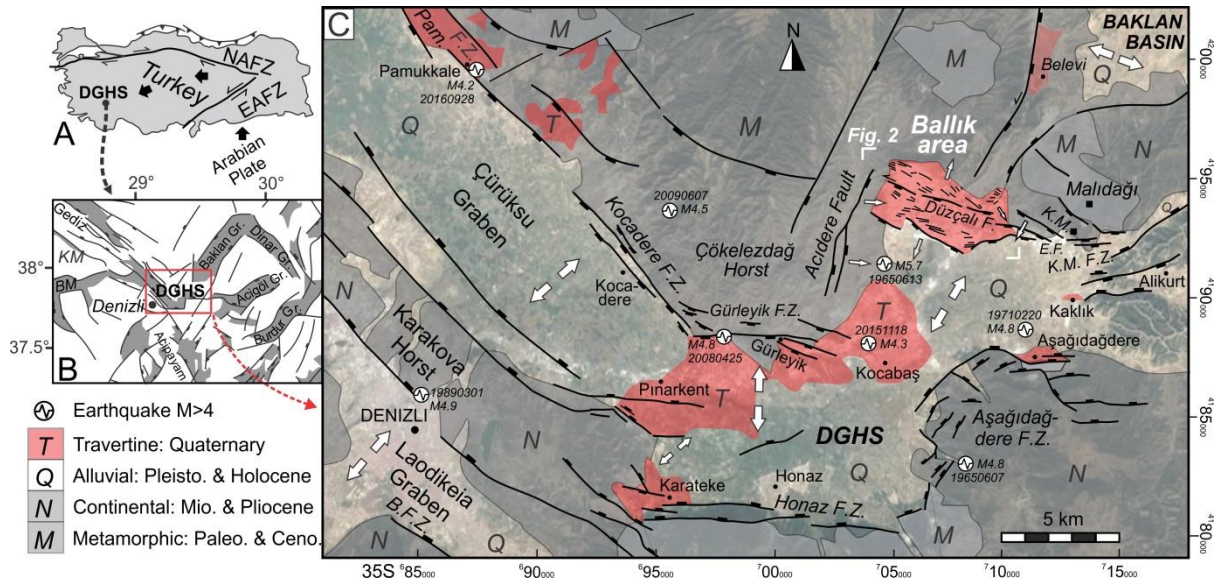 NAFZ
Turkey
DGHS
EAFZ
A
Arabian
Plate
29°
30°
Gediz
Baklan Gr.
Dinar Gr.
38°
KM
BM
DGHS
Acıgöl Gr.
Denizli
Burdur Gr.
37.5°
Acıpayam
B
Earthquake M>4
T
Travertine: Quaternary
Q
Alluvial: Pleisto. & Holocene
N
Continental: Mio. & Pliocene
M
Metamorphic: Paleo. & Ceno.
C
Pam. F.Z.
M
N
BAKLAN
BASIN
Belevi
Q
Pamukkale
M4.2
20160928
Q
T
M
Fig. 2
Ballık
area
M
N
Malıdağı
Çürüksu
Graben
20090607
M4.5
Düzçalı F.
K.M.
E.F.
K.M. F.Z.
Q
Kocadere F.Z.
Çökelezdağ
Horst
Acıdere Fault
M5.7
19650613
Alikurt
Koca-
dere
Q
Kaklık
N
Karakova
Horst
Gürleyik F.Z.
T
20151118
M4.3
19710220
M4.8
M4.8
20080425
Gürleyik
Kocabaş
Aşağıdağdere
19890301
M4.9
Pınarkent
T
DENIZLI
N
DGHS
Aşağıdağ-
dere F.Z.
Laodikeia
Graben
M4.8
19650607
N
Karateke
Honaz
Q
Honaz F.Z.
B.F.Z.
N
Q
M
5 km
35S
⁶85⁰⁰⁰
⁶90⁰⁰⁰
⁶95⁰⁰⁰
⁷00⁰⁰⁰
⁷05⁰⁰⁰
⁷10⁰⁰⁰
⁷15⁰⁰⁰
⁴²00⁰⁰⁰
⁴¹95⁰⁰⁰
⁴¹90⁰⁰⁰
⁴¹85⁰⁰⁰
⁴¹80⁰⁰⁰